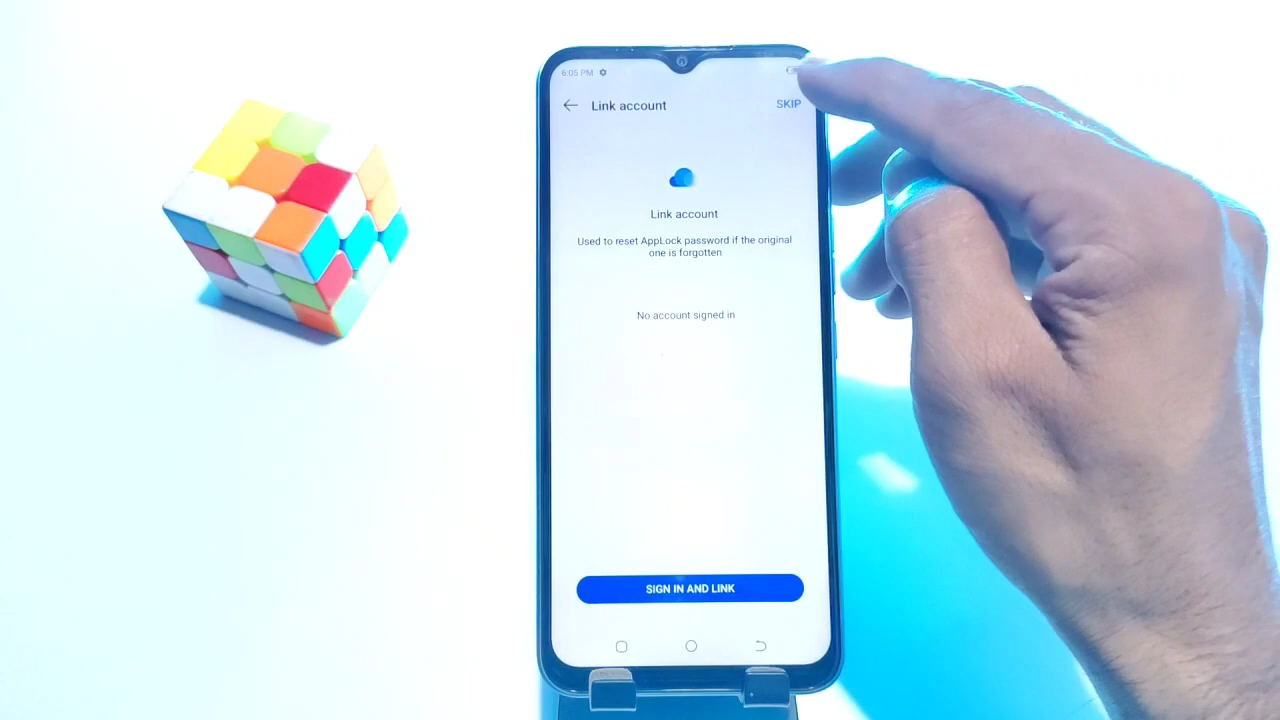 6:05 PM
Link account
SKIP
Link account
Used to reset AppLock password if the original
one is forgotten
No account signed in
SIGN IN AND LINK